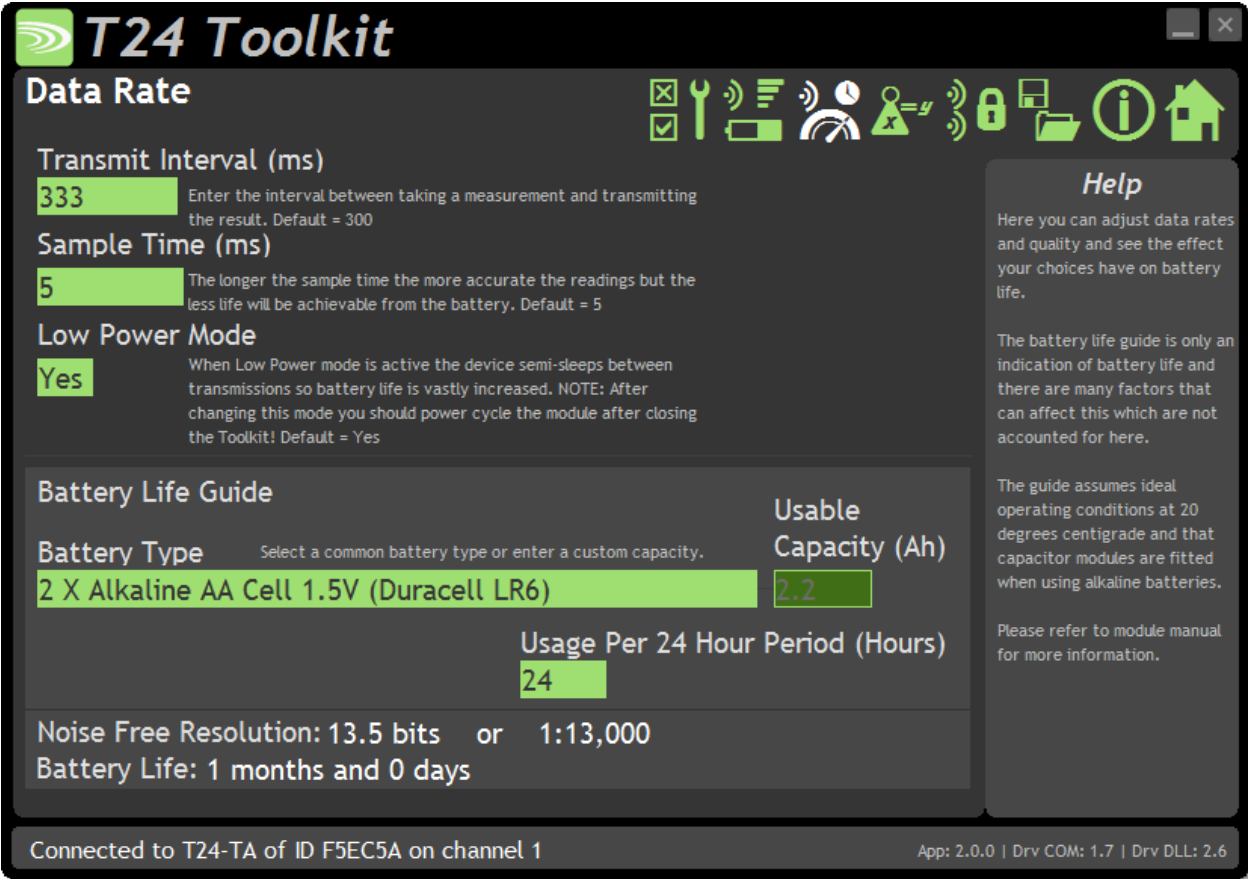 T24 Toolkit
Data Rate
x
=y
Transmit Interval (ms)
333
Enter the interval between taking a measurement and transmitting
the result. Default = 300
Sample Time (ms)
5
The longer the sample time the more accurate the readings but the
less life will be achievable from the battery. Default = 5
Low Power Mode
Yes
When Low Power mode is active the device semi-sleeps between
transmissions so battery life is vastly increased. NOTE: After
changing this mode you should power cycle the module after closing
the Toolkit! Default = Yes
Battery Life Guide
Usable
Capacity (Ah)
Battery Type
Select a common battery type or enter a custom capacity.
2 X Alkaline AA Cell 1.5V (Duracell LR6)
2.2
Usage Per 24 Hour Period (Hours)
24
Noise Free Resolution: 13.5 bits or 1:13,000
Battery Life: 1 months and 0 days
Help
Here you can adjust data rates
and quality and see the effect
your choices have on battery
life.
The battery life guide is only an
indication of battery life and
there are many factors that
can affect this which are not
accounted for here.
The guide assumes ideal
operating conditions at 20
degrees centigrade and that
capacitor modules are fitted
when using alkaline batteries.
Please refer to module manual
for more information.
Connected to T24-TA of ID F5EC5A on channel 1
App: 2.0.0 | Drv COM: 1.7 | Drv DLL: 2.6